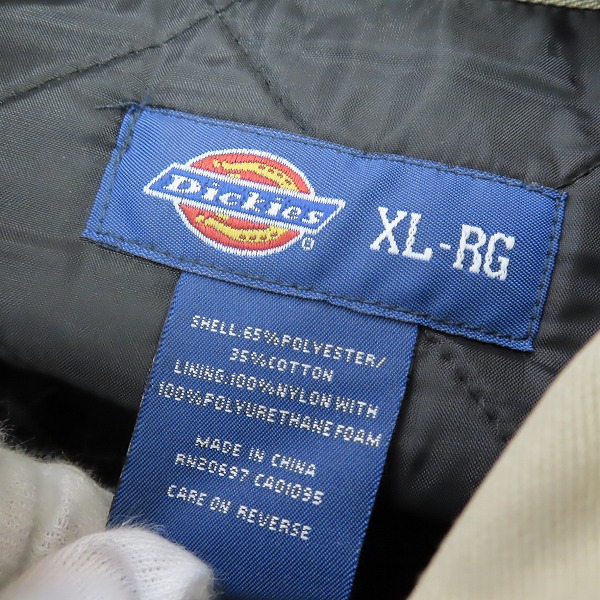 Dickies
®
XL-RG
SHELL:65%POLYESTER/
35%COTTON
LINING:100%NYLON WITH
100%POLYURETHANE FOAM
MADE IN CHINA
RN20697 CA01095
CARE ON REVERSE